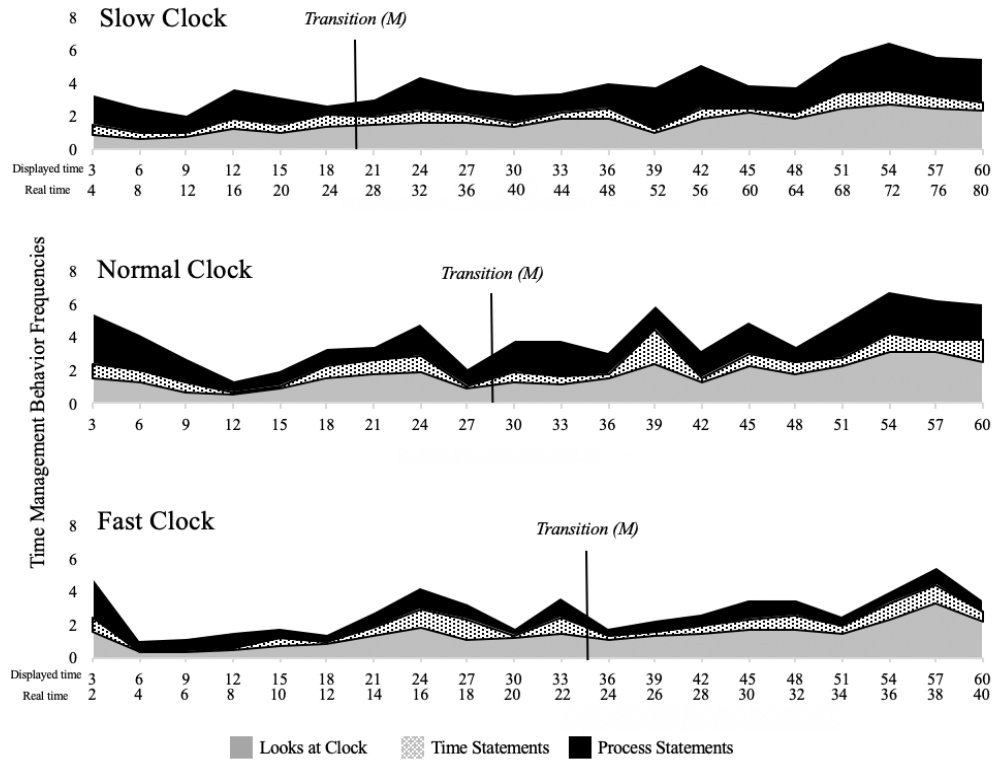 Time Management Behavior Frequencies
Slow Clock
Transition (M)
8
6
4
2
0
Displayed time 3 6 9 12 15 18 21 24 27 30 33 36 39 42 45 48 51 54 57 60
Real time 4 8 12 16 20 24 28 32 36 40 44 48 52 56 60 64 68 72 76 80
Normal Clock
Transition (M)
8
6
4
2
0
3 6 9 12 15 18 21 24 27 30 33 36 39 42 45 48 51 54 57 60
Fast Clock
Transition (M)
8
6
4
2
0
Displayed time 3 6 9 12 15 18 21 24 27 30 33 36 39 42 45 48 51 54 57 60
Real time 2 4 6 8 10 12 14 16 18 20 22 24 26 28 30 32 34 36 38 40
Looks at Clock Time Statements Process Statements